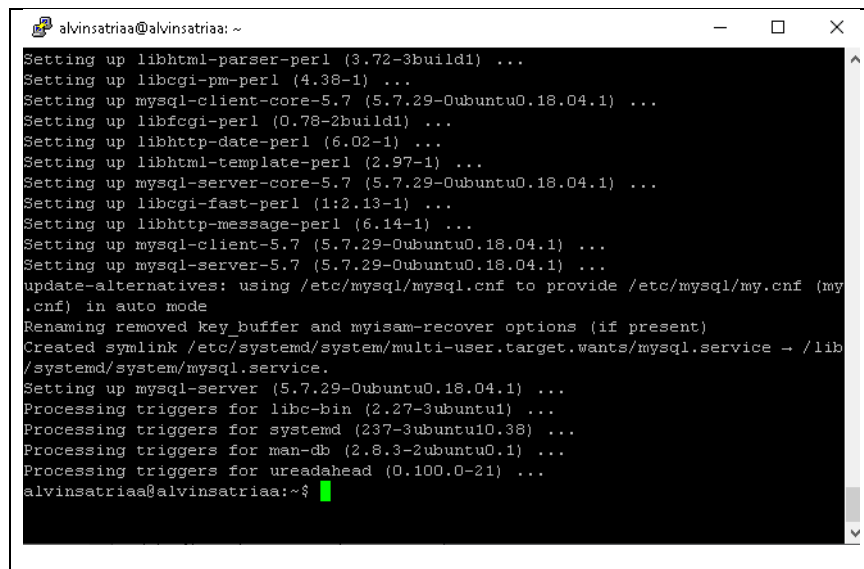 alvinsatriaa@alvinsatriaa: ~
Setting up libhtml-parser-perl (3.72-3build1) ...
Setting up libcgi-pm-perl (4.38-1) ...
Setting up mysql-client-core-5.7 (5.7.29-0ubuntu0.18.04.1) ...
Setting up libfcgi-perl (0.78-2build1) ...
Setting up libhttp-date-perl (6.02-1) ...
Setting up libhtml-template-perl (2.97-1) ...
Setting up mysql-server-core-5.7 (5.7.29-0ubuntu0.18.04.1) ...
Setting up libcgi-fast-perl (1:2.13-1) ...
Setting up libhttp-message-perl (6.14-1) ...
Setting up mysql-client-5.7 (5.7.29-0ubuntu0.18.04.1) ...
Setting up mysql-server-5.7 (5.7.29-0ubuntu0.18.04.1) ...
update-alternatives: using /etc/mysql/mysql.cnf to provide /etc/mysql/my.cnf (my
.cnf) in auto mode
Renaming removed key_buffer and myisam-recover options (if present)
Created symlink /etc/systemd/system/multi-user.target.wants/mysql.service → /lib
/systemd/system/mysql.service.
Setting up mysql-server (5.7.29-0ubuntu0.18.04.1) ...
Processing triggers for libc-bin (2.27-3ubuntu1) ...
Processing triggers for systemd (237-3ubuntu10.38) ...
Processing triggers for man-db (2.8.3-2ubuntu0.1) ...
Processing triggers for ureadahead (0.100.0-21) ...
alvinsatriaa@alvinsatriaa:~$